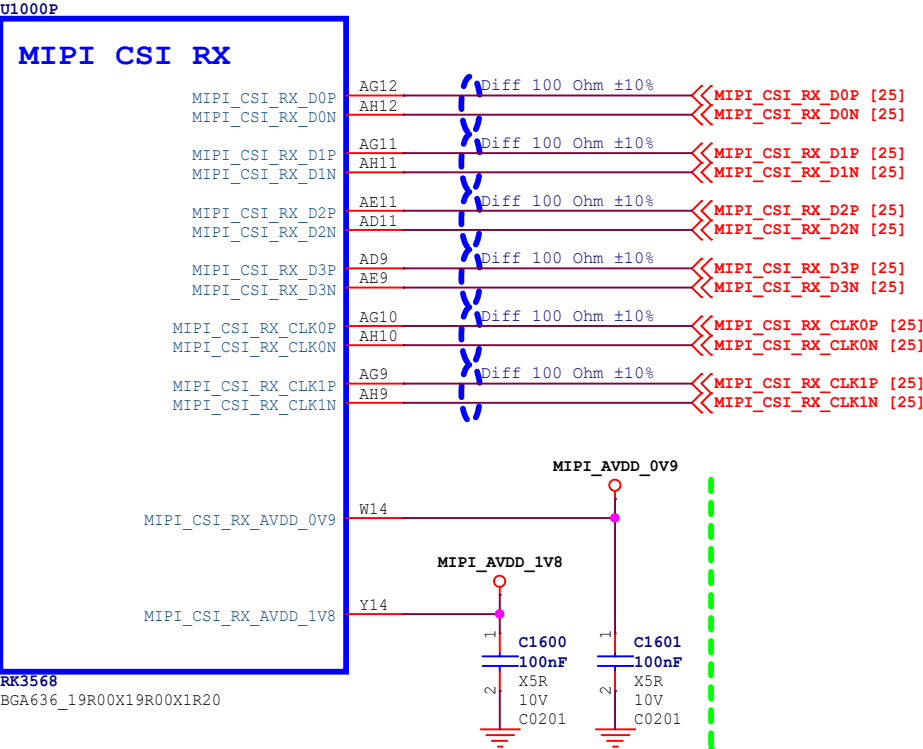 U1000P
MIPI CSI RX
MIPI_CSI_RX_D0P AG12 Diff 100 Ohm ±10% MIPI_CSI_RX_D0P [25]
MIPI_CSI_RX_D0N AH12 MIPI_CSI_RX_D0N [25]
MIPI_CSI_RX_D1P AG11 Diff 100 Ohm ±10% MIPI_CSI_RX_D1P [25]
MIPI_CSI_RX_D1N AH11 MIPI_CSI_RX_D1N [25]
MIPI_CSI_RX_D2P AE11 Diff 100 Ohm ±10% MIPI_CSI_RX_D2P [25]
MIPI_CSI_RX_D2N AD11 MIPI_CSI_RX_D2N [25]
MIPI_CSI_RX_D3P AD9 Diff 100 Ohm ±10% MIPI_CSI_RX_D3P [25]
MIPI_CSI_RX_D3N AE9 MIPI_CSI_RX_D3N [25]
MIPI_CSI_RX_CLK0P AG10 Diff 100 Ohm ±10% MIPI_CSI_RX_CLK0P [25]
MIPI_CSI_RX_CLK0N AH10 MIPI_CSI_RX_CLK0N [25]
MIPI_CSI_RX_CLK1P AG9 Diff 100 Ohm ±10% MIPI_CSI_RX_CLK1P [25]
MIPI_CSI_RX_CLK1N AH9 MIPI_CSI_RX_CLK1N [25]
MIPI_AVDD_0V9
MIPI_CSI_RX_AVDD_0V9 W14
MIPI_AVDD_1V8
MIPI_CSI_RX_AVDD_1V8 Y14
1 C1600 1 C1601
100nF 100nF
X5R X5R
2 10V 2 10V
C0201 C0201
RK3568
BGA636_19R00X19R00X1R20